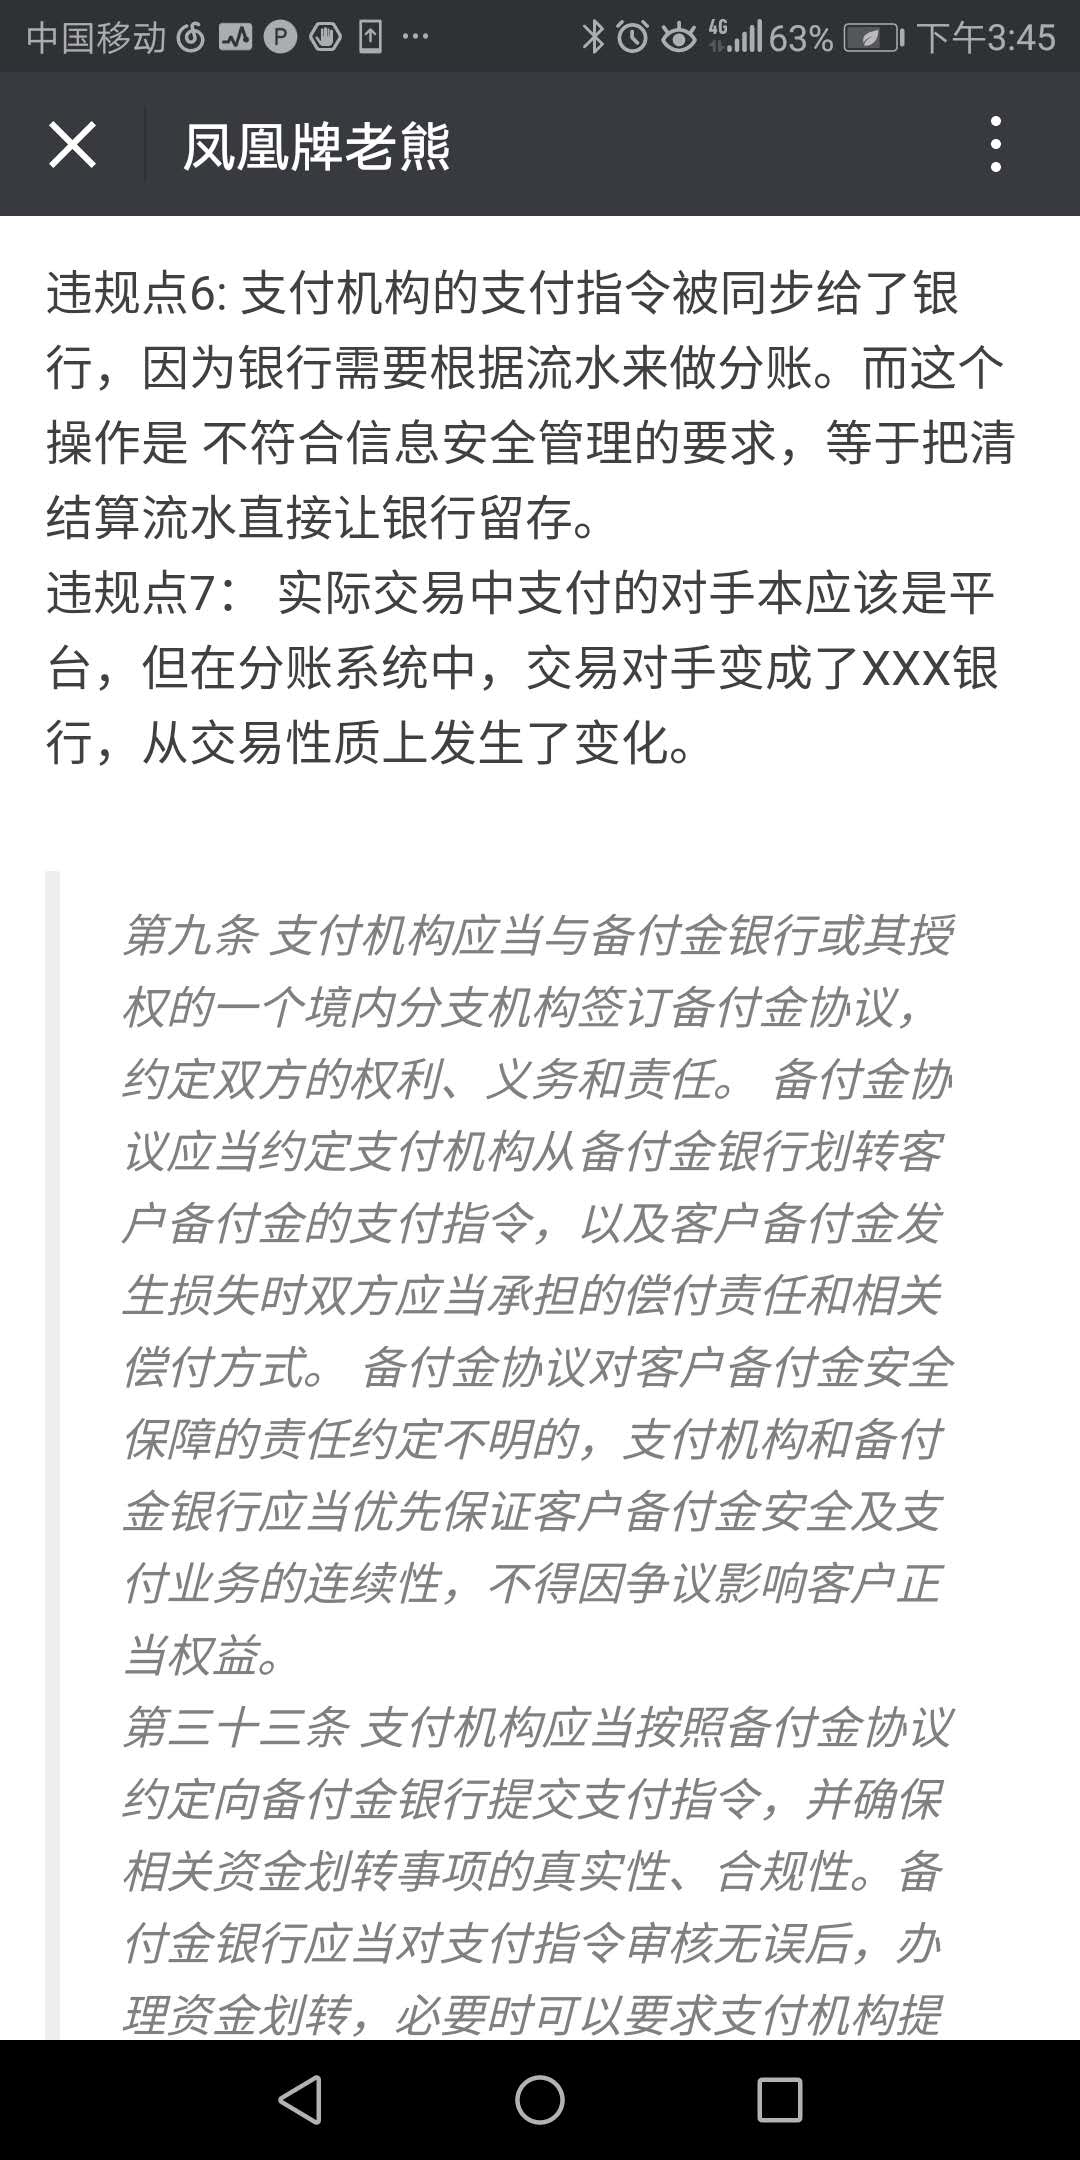 中国移动 P 4G 63% 下午3:45
凤凰牌老熊
违规点6: 支付机构的支付指令被同步给了银
行，因为银行需要根据流水来做分账。而这个
操作是 不符合信息安全管理的要求，等于把清
结算流水直接让银行留存。
违规点7： 实际交易中支付的对手本应该是平
台，但在分账系统中，交易对手变成了XXX银
行，从交易性质上发生了变化。
第九条 支付机构应当与备付金银行或其授
权的一个境内分支机构签订备付金协议，
约定双方的权利、义务和责任。 备付金协
议应当约定支付机构从备付金银行划转客
户备付金的支付指令，以及客户备付金发
生损失时双方应当承担的偿付责任和相关
偿付方式。 备付金协议对客户备付金安全
保障的责任约定不明的，支付机构和备付
金银行应当优先保证客户备付金安全及支
付业务的连续性，不得因争议影响客户正
当权益。
第三十三条 支付机构应当按照备付金协议
约定向备付金银行提交支付指令，并确保
相关资金划转事项的真实性、合规性。备
付金银行应当对支付指令审核无误后，办
理资金划转，必要时可以要求支付机构提